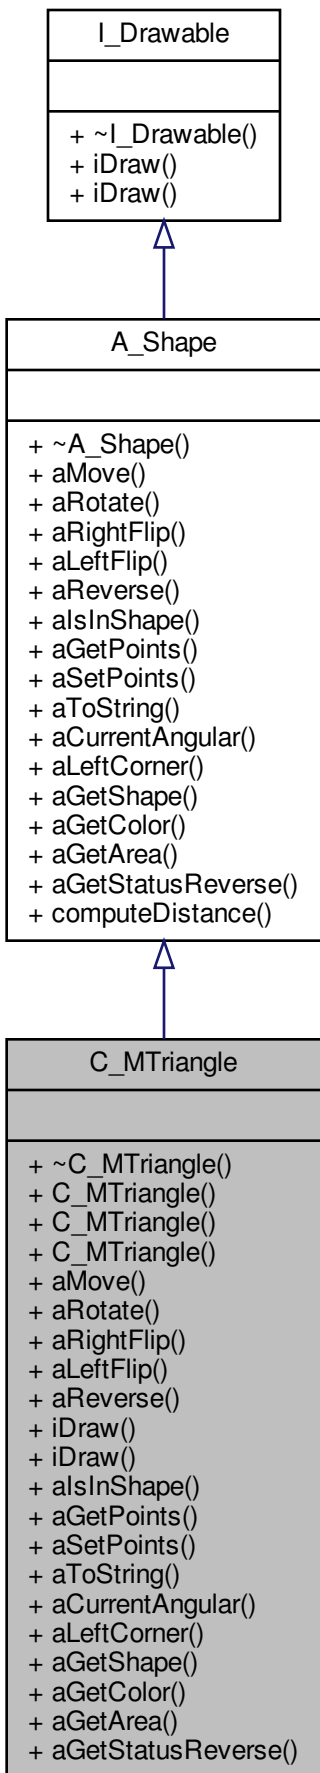 I_Drawable
+ ~I_Drawable()
+ iDraw()
+ iDraw()
A_Shape
+ ~A_Shape()
+ aMove()
+ aRotate()
+ aRightFlip()
+ aLeftFlip()
+ aReverse()
+ aIsInShape()
+ aGetPoints()
+ aSetPoints()
+ aToString()
+ aCurrentAngular()
+ aLeftCorner()
+ aGetShape()
+ aGetColor()
+ aGetArea()
+ aGetStatusReverse()
+ computeDistance()
C_MTriangle
+ ~C_MTriangle()
+ C_MTriangle()
+ C_MTriangle()
+ C_MTriangle()
+ aMove()
+ aRotate()
+ aRightFlip()
+ aLeftFlip()
+ aReverse()
+ iDraw()
+ iDraw()
+ aIsInShape()
+ aGetPoints()
+ aSetPoints()
+ aToString()
+ aCurrentAngular()
+ aLeftCorner()
+ aGetShape()
+ aGetColor()
+ aGetArea()
+ aGetStatusReverse()